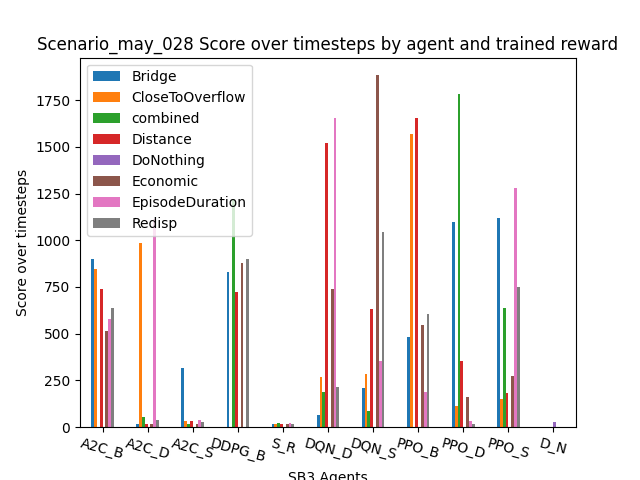 Scenario_may_028 Score over timesteps by agent and trained reward
Bridge
CloseToOverflow
combined
Distance
DoNothing
Economic
EpisodeDuration
Redisp
Score over timesteps
1750
1500
1250
1000
750
500
250
0
A2C_B A2C_D A2C_S DDPG_B S_R DQN_D DQN_S PPO_B PPO_D PPO_S D_N
SB3 Agents